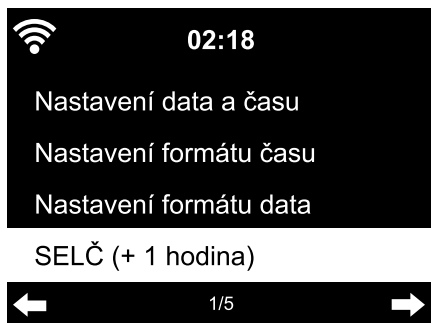 02:18
Nastavení data a času
Nastavení formátu času
Nastavení formátu data
SELČ (+ 1 hodina)
1/5